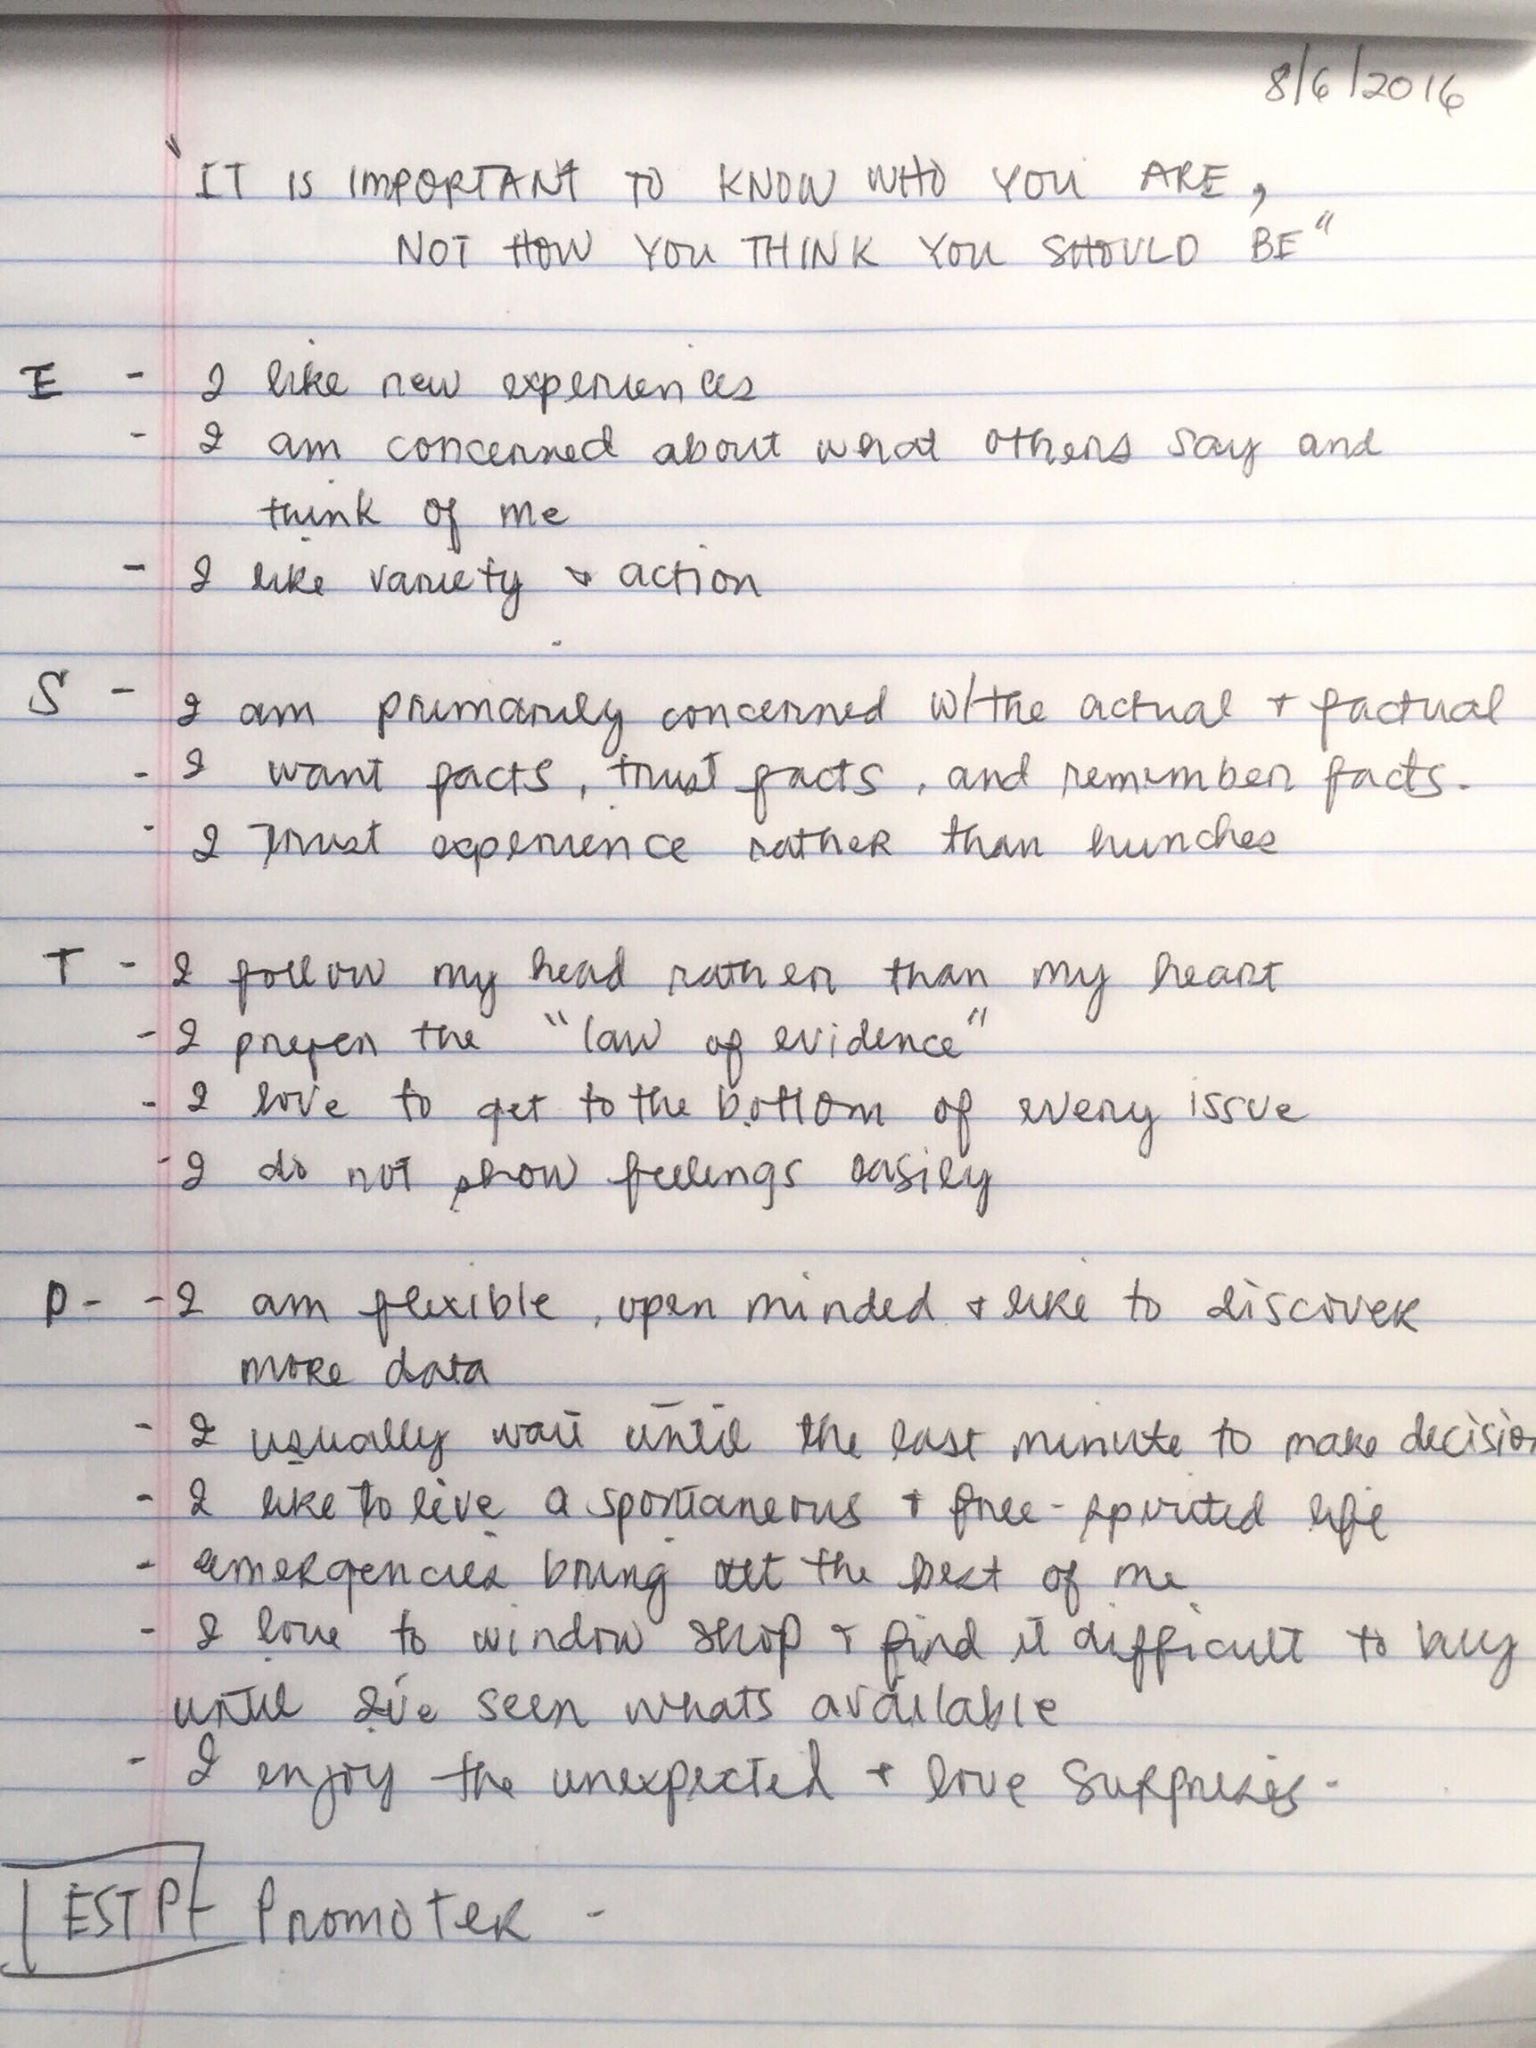 8/6/2016
" IT IS IMPORTANT TO KNOW WHO YOU ARE,
NOT HOW YOU THINK YOU SHOULD BE"
E - I like new experiences
- I am concerned about what others say and
think of me
- I like variety + action
S - I am primarily concerned w/the actual + factual
- I want facts, trust facts, and remember facts.
- I Trust experience rather than hunches
T - I follow my head rather than my heart
- I prefer the "law of evidence"
- I love to get to the bottom of every issue
- I do not show feelings easily
P - - I am flexible, open minded + like to discover
more data
- I usually wait until the last minute to make decision
- I like to live a spontaneous + free-spirited life
- emergencies bring out the best of me
- I love to window shop + find it difficult to buy
until I've seen whats available
- I enjoy the unexpected + love surprises.
ESTP Promoter -